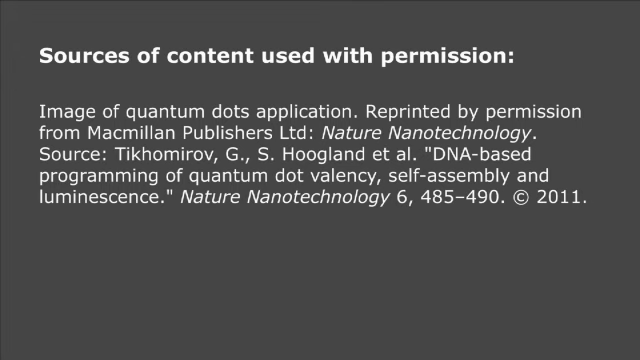 Sources of content used with permission:
Image of quantum dots application. Reprinted by permission
from Macmillan Publishers Ltd: Nature Nanotechnology.
Source: Tikhomirov, G., S. Hoogland et al. "DNA-based
programming of quantum dot valency, self-assembly and
luminescence." Nature Nanotechnology 6, 485–490. © 2011.